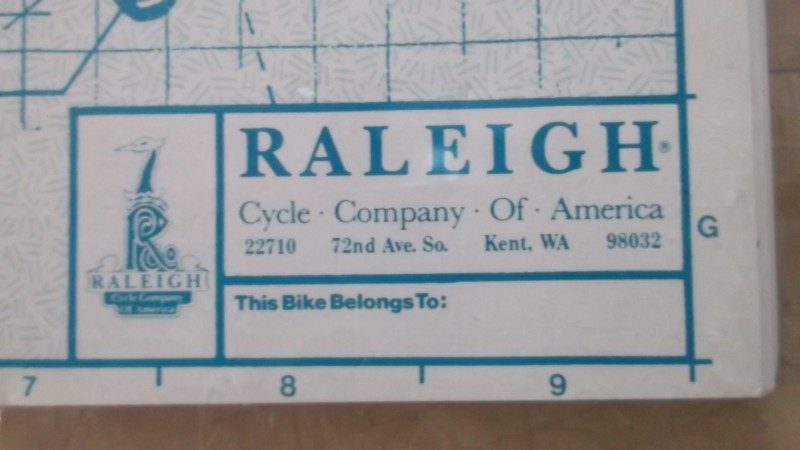 RALEIGH®
Cycle · Company · Of · America
22710 72nd Ave. So. Kent, WA 98032
R
RALEIGH
Cycle Company
Of America
This Bike Belongs To:
G
7 8 9